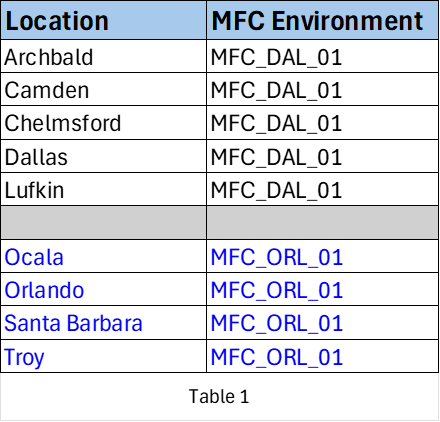 Location MFC Environment
Archbald MFC_DAL_01
Camden MFC_DAL_01
Chelmsford MFC_DAL_01
Dallas MFC_DAL_01
Lufkin MFC_DAL_01
Ocala MFC_ORL_01
Orlando MFC_ORL_01
Santa Barbara MFC_ORL_01
Troy MFC_ORL_01
Table 1